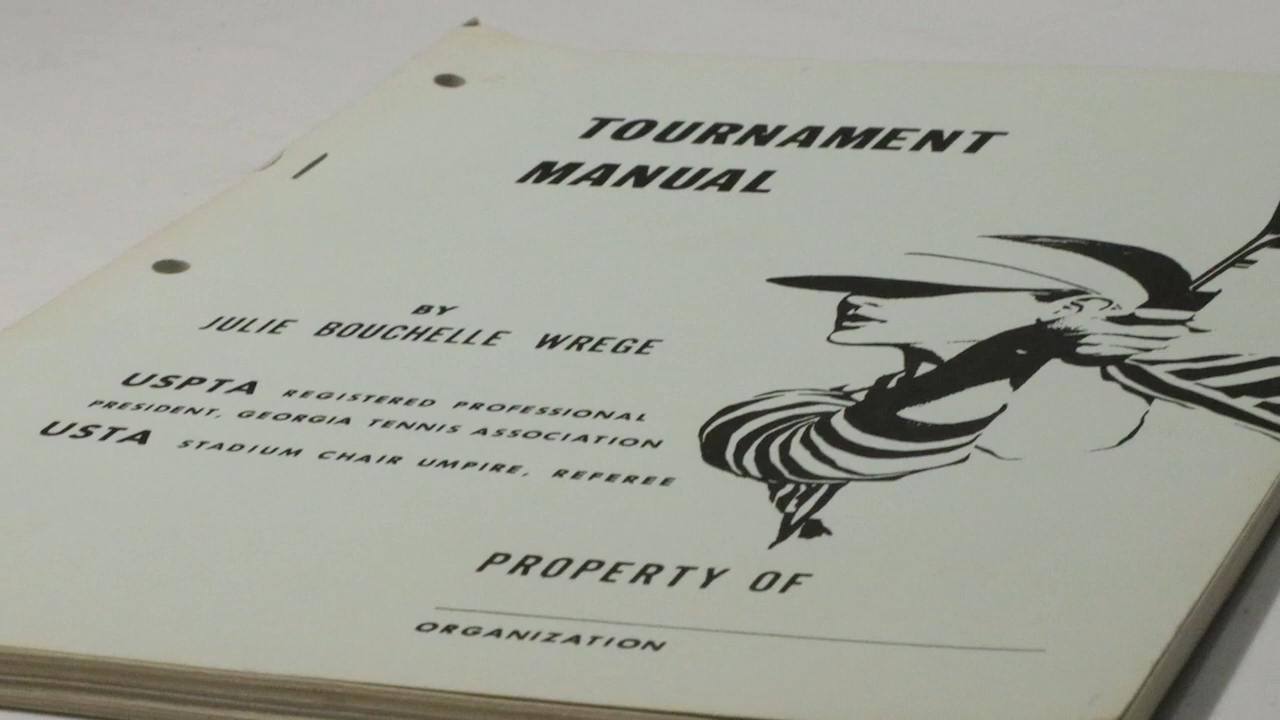 TOURNAMENT
MANUAL
BY
JULIE BOUCHELLE WREGE
USPTA REGISTERED PROFESSIONAL
PRESIDENT, GEORGIA TENNIS ASSOCIATION
USTA STADIUM CHAIR UMPIRE, REFEREE
PROPERTY OF
ORGANIZATION